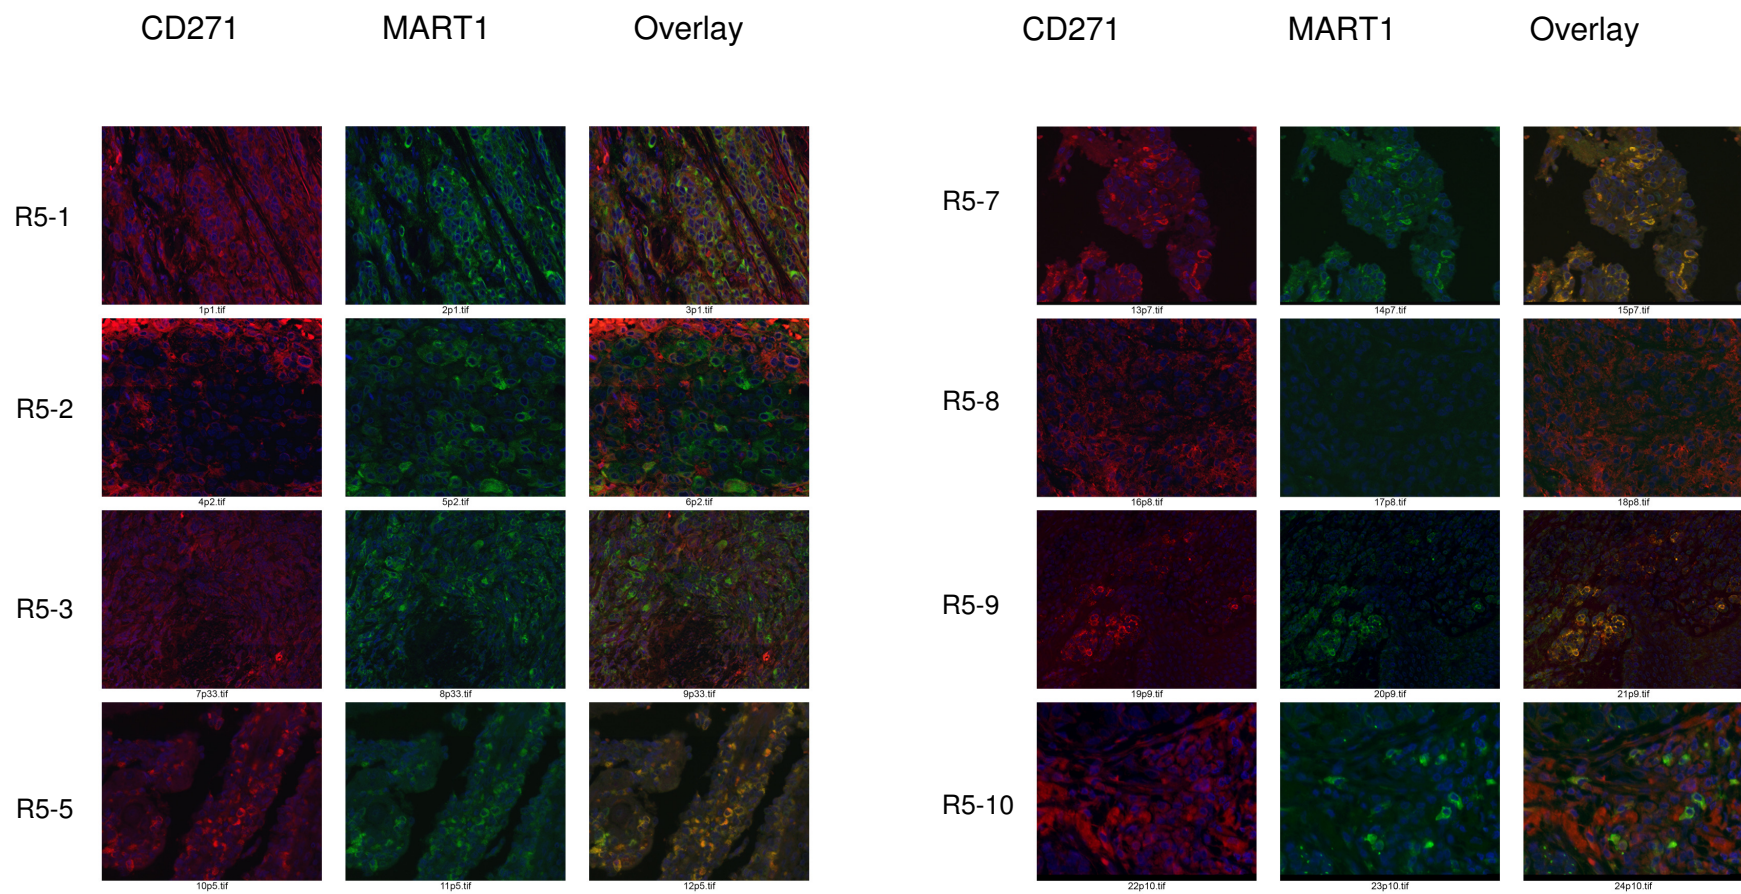 CD271 MART1 Overlay CD271 MART1 Overlay
R5-1
1p1.tif 2p1.tif 3p1.tif
R5-2
4p2.tif 5p2.tif 6p2.tif
R5-3
7p33.tif 8p33.tif 9p33.tif
R5-5
10p5.tif 11p5.tif 12p5.tif
R5-7
13p7.tif 14p7.tif 15p7.tif
R5-8
16p8.tif 17p8.tif 18p8.tif
R5-9
19p9.tif 20p9.tif 21p9.tif
R5-10
22p10.tif 23p10.tif 24p10.tif